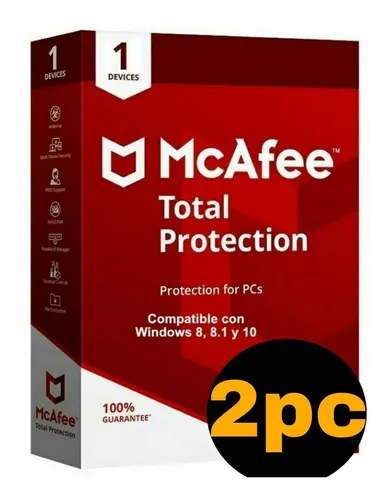 1
DEVICES
1
DEVICES
McAfee™
Total
Protection
Protection for PCs
Compatible con
Windows 8, 8.1 y 10
100%
GUARANTEE*
2pc
McAfee
Total Protection